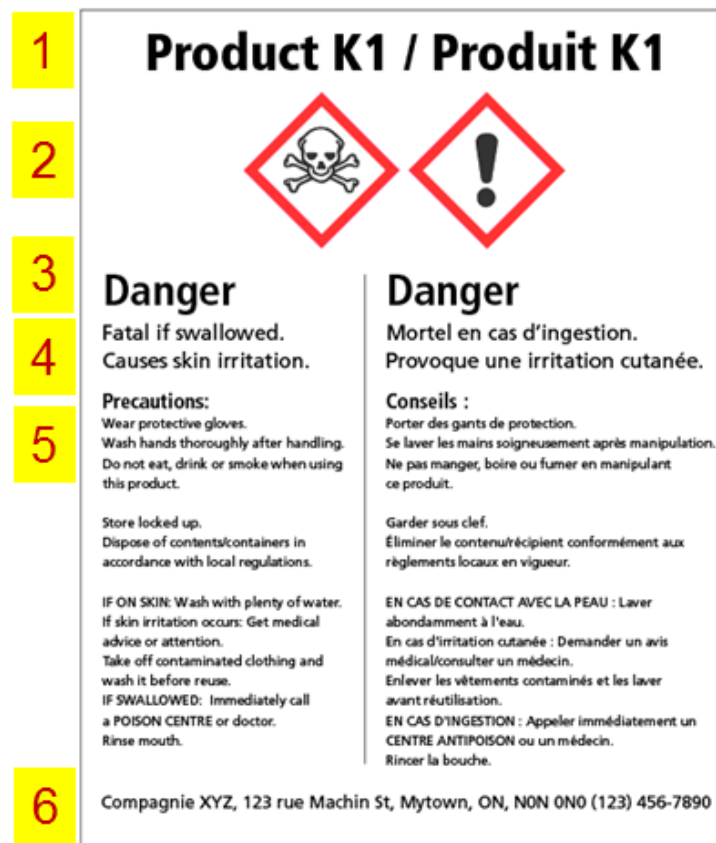 1
Product K1 / Produit K1
2
3
Danger
4
Fatal if swallowed.
Causes skin irritation.
5
Precautions:
Wear protective gloves.
Wash hands thoroughly after handling.
Do not eat, drink or smoke when using
this product.
Store locked up.
Dispose of contents/containers in
accordance with local regulations.
IF ON SKIN: Wash with plenty of water.
If skin irritation occurs: Get medical
advice or attention.
Take off contaminated clothing and
wash it before reuse.
IF SWALLOWED: Immediately call
a POISON CENTRE or doctor.
Rinse mouth.
Danger
Mortel en cas d'ingestion.
Provoque une irritation cutanée.
Conseils :
Porter des gants de protection.
Se laver les mains soigneusement après manipulation.
Ne pas manger, boire ou fumer en manipulant
ce produit.
Garder sous clef.
Éliminer le contenu/récipient conformément aux
règlements locaux en vigueur.
EN CAS DE CONTACT AVEC LA PEAU : Laver
abondamment à l'eau.
En cas d'irritation cutanée : Demander un avis
médical/consulter un médecin.
Enlever les vêtements contaminés et les laver
avant réutilisation.
EN CAS D'INGESTION : Appeler immédiatement un
CENTRE ANTIPOISON ou un médecin.
Rincer la bouche.
6
Compagnie XYZ, 123 rue Machin St, Mytown, ON, N0N 0N0 (123) 456-7890